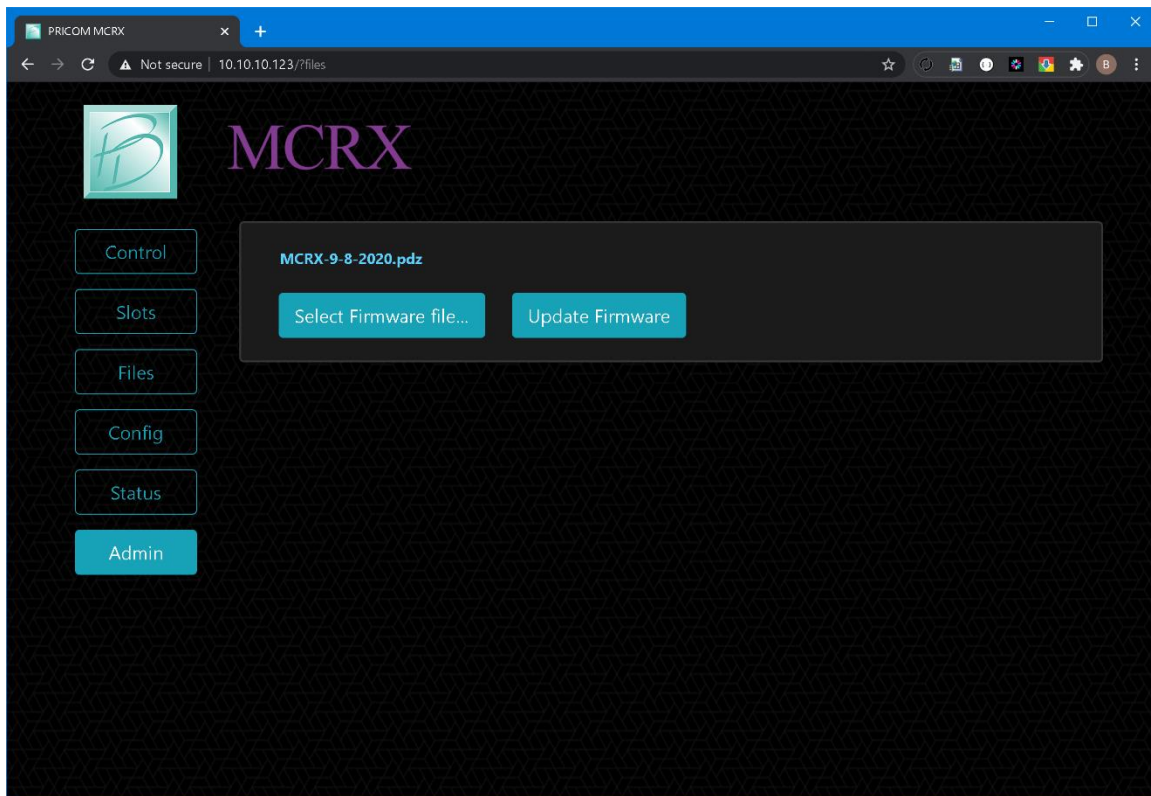 PRICOM MCRX
Not secure | 10.10.10.123/?files
B
MCRX
Control
Slots
Files
Config
Status
Admin
MCRX-9-8-2020.pdz
Select Firmware file...
Update Firmware